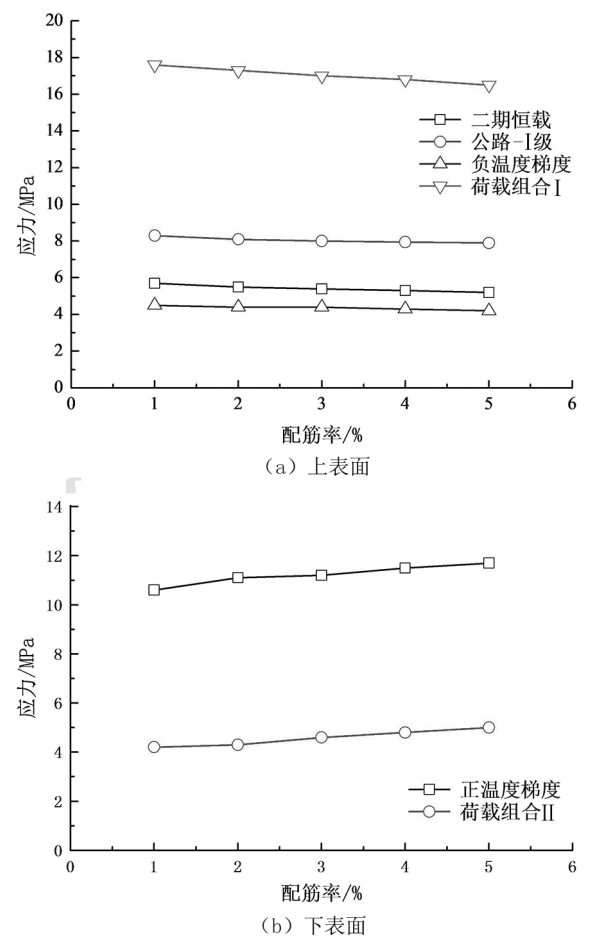 20
18
16
14
12
10
8
6
4
2
0
应力/MPa
二期恒载
公路-Ⅰ级
负温度梯度
荷载组合Ⅰ
0 1 2 3 4 5 6
配筋率/%
（a）上表面
14
12
10
8
6
4
2
0
应力/MPa
正温度梯度
荷载组合Ⅱ
0 1 2 3 4 5 6
配筋率/%
（b）下表面